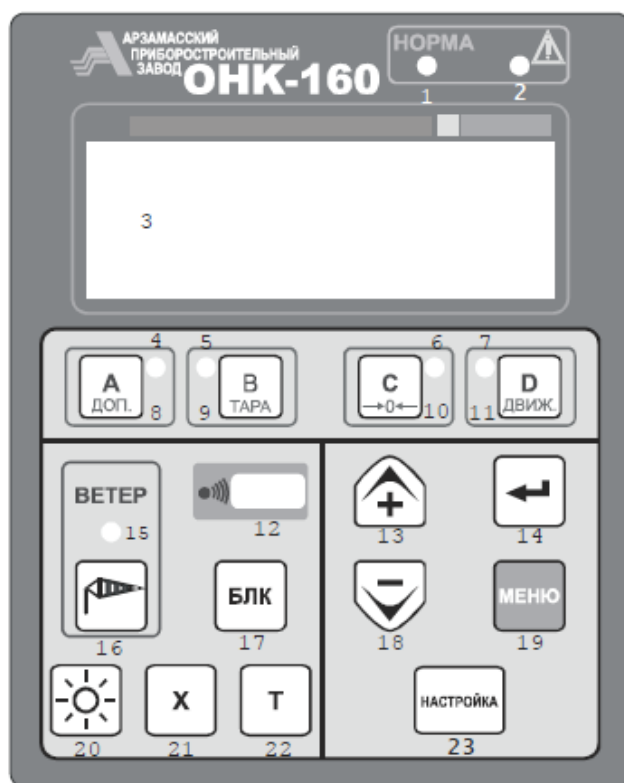 АРЗАМАССКИЙ
ПРИБОРОСТРОИТЕЛЬНЫЙ
ЗАВОД
ОНК-160
НОРМА
1 2
3
4 5 6 7
А
ДОП.
В
ТАРА
С
→0←
D
ДВИЖ.
8 9 10 11
ВЕТЕР
15
12
+
13 14
БЛК
−
МЕНЮ
16 17 18 19
Х
Т
НАСТРОЙКА
20 21 22 23